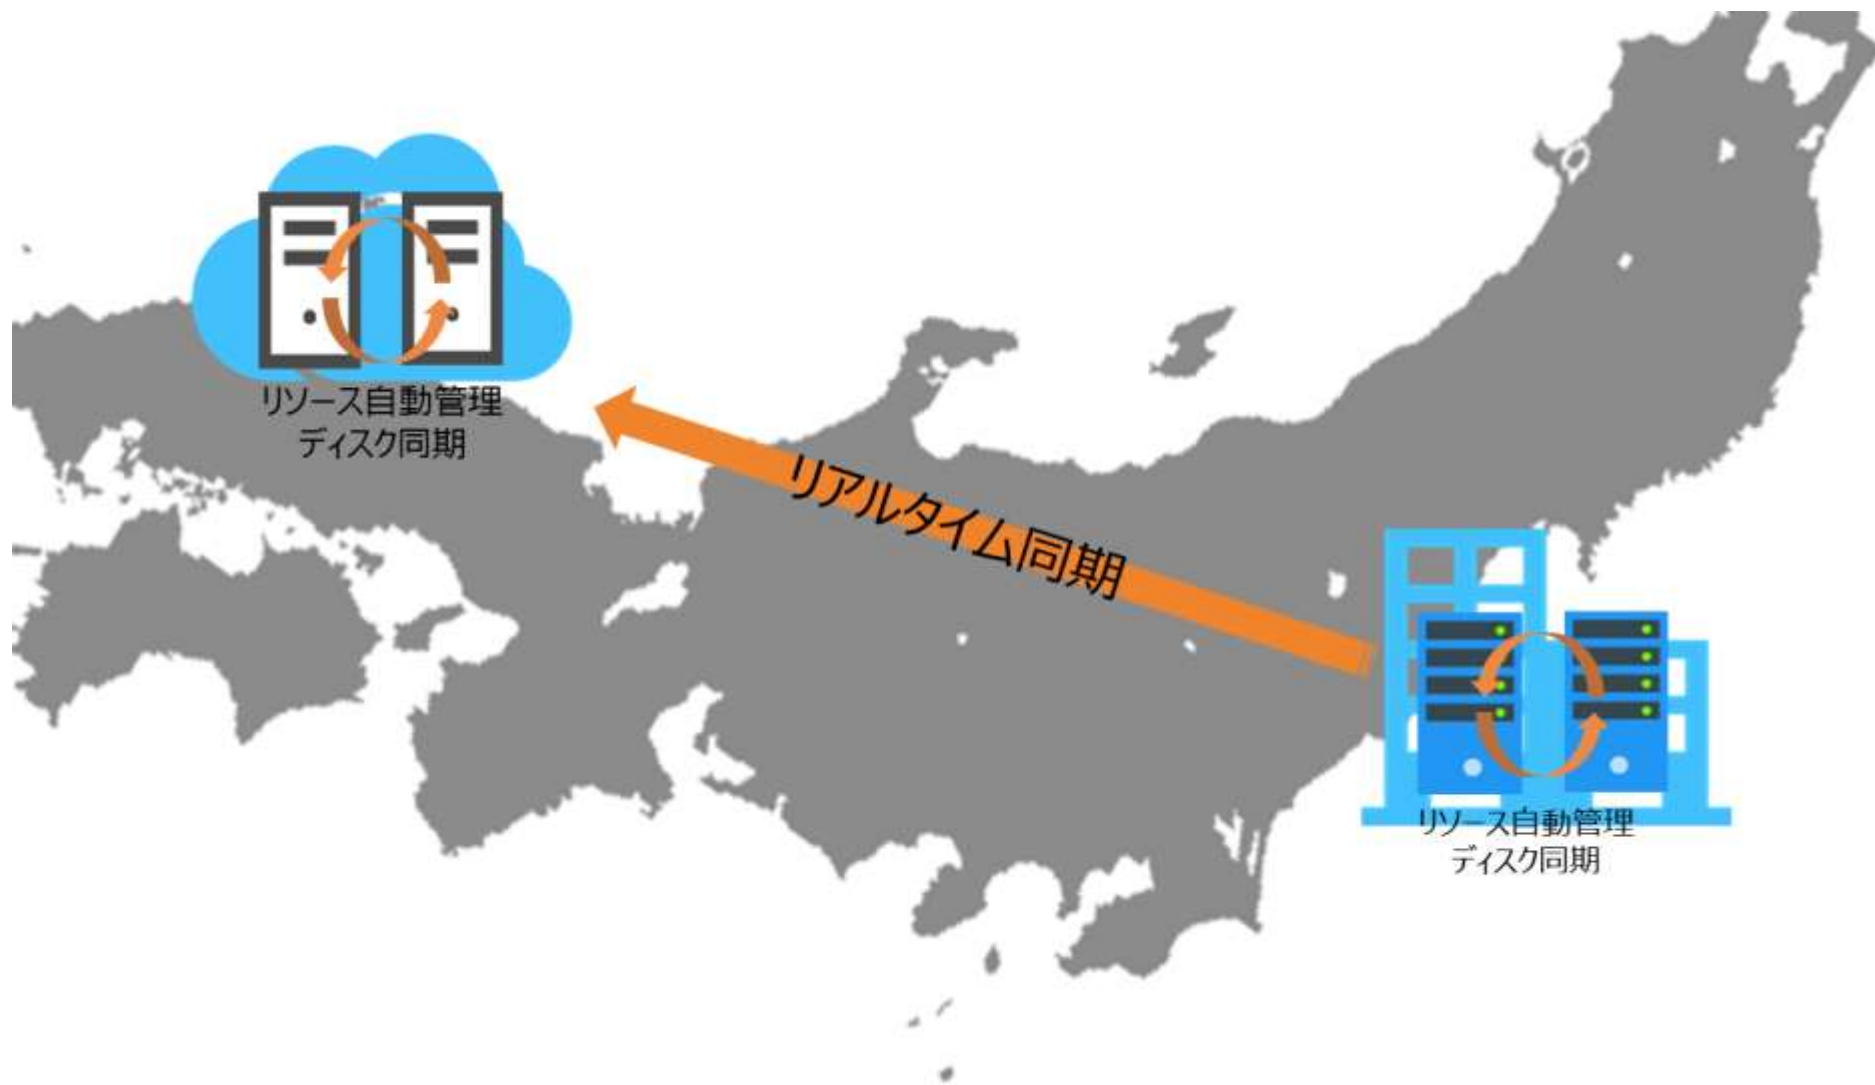 リソース自動管理
ディスク同期
リアルタイム同期
リソース自動管理
ディスク同期